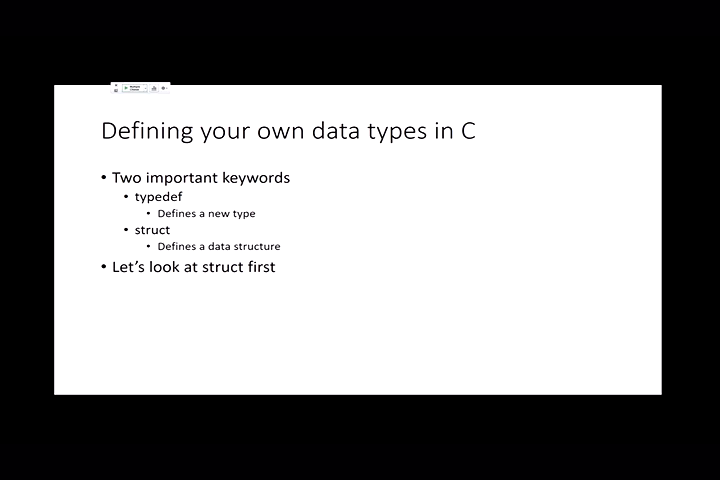 Defining your own data types in C
• Two important keywords
• typedef
• Defines a new type
• struct
• Defines a data structure
• Let's look at struct first